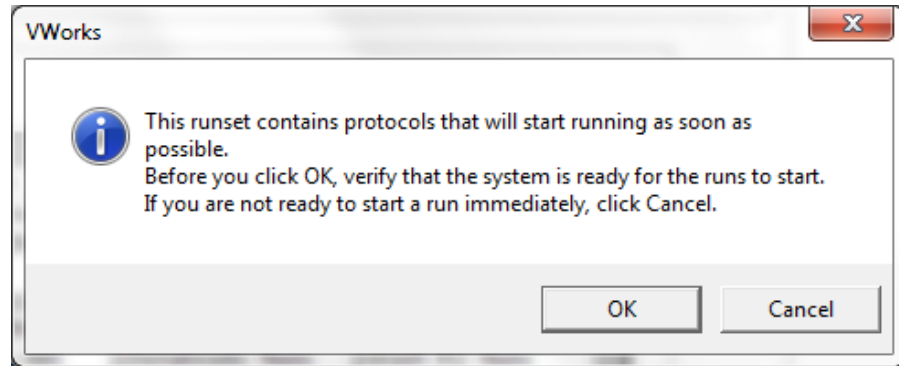 VWorks
This runset contains protocols that will start running as soon as
possible.
Before you click OK, verify that the system is ready for the runs to start.
If you are not ready to start a run immediately, click Cancel.
OK
Cancel